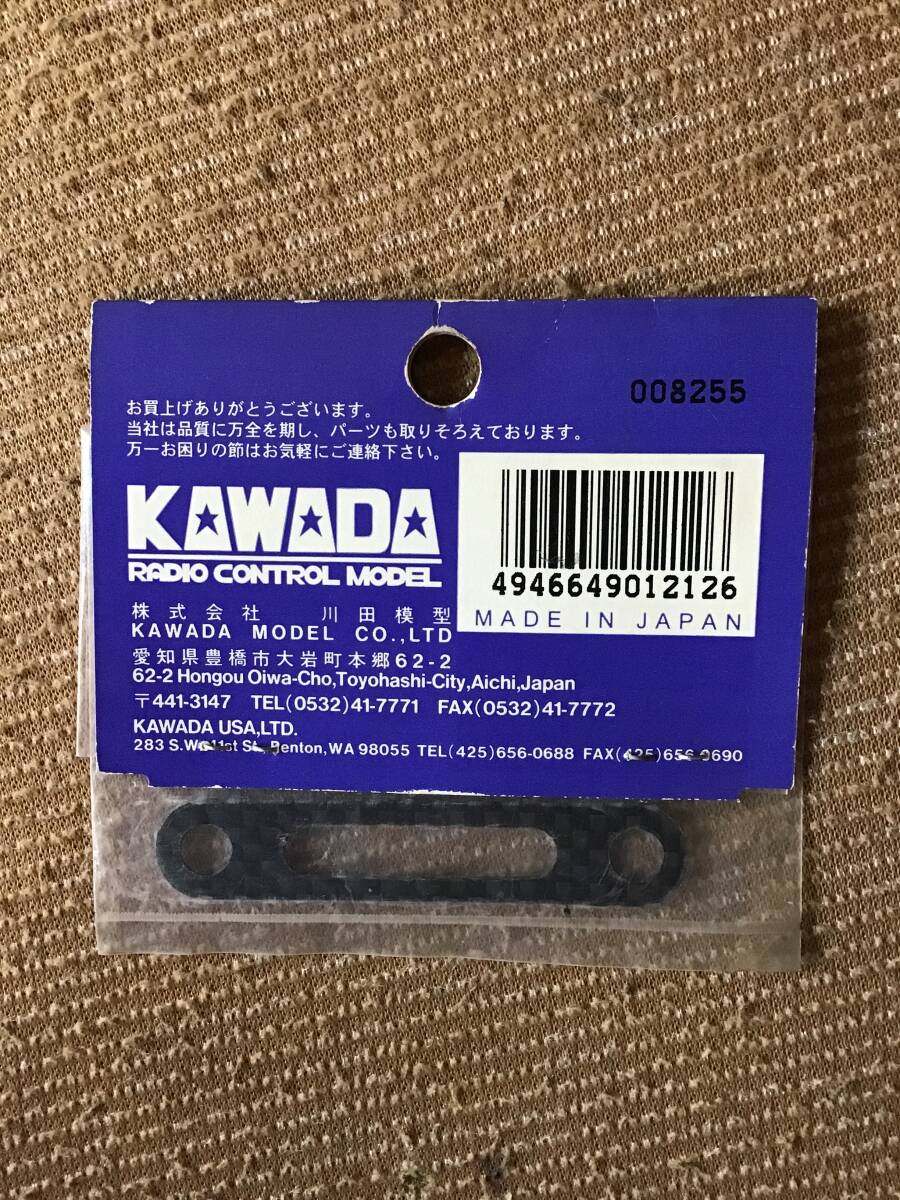 008255
お買上げありがとうございます。
当社は品質に万全を期し、パーツも取りそろえております。
万一お困りの節はお気軽にご連絡下さい。
KAWADA
RADIO CONTROL MODEL
4946649012126
MADE IN JAPAN
株式会社 川田模型
KAWADA MODEL CO.,LTD
愛知県豊橋市大岩町本郷62-2
62-2 Hongou Oiwa-Cho,Toyohashi-City,Aichi,Japan
〒441-3147 TEL(0532)41-7771 FAX(0532)41-7772
KAWADA USA,LTD.
283 S.W. St., Renton,WA 98055 TEL(425)656-0688 FAX(425)656-0690